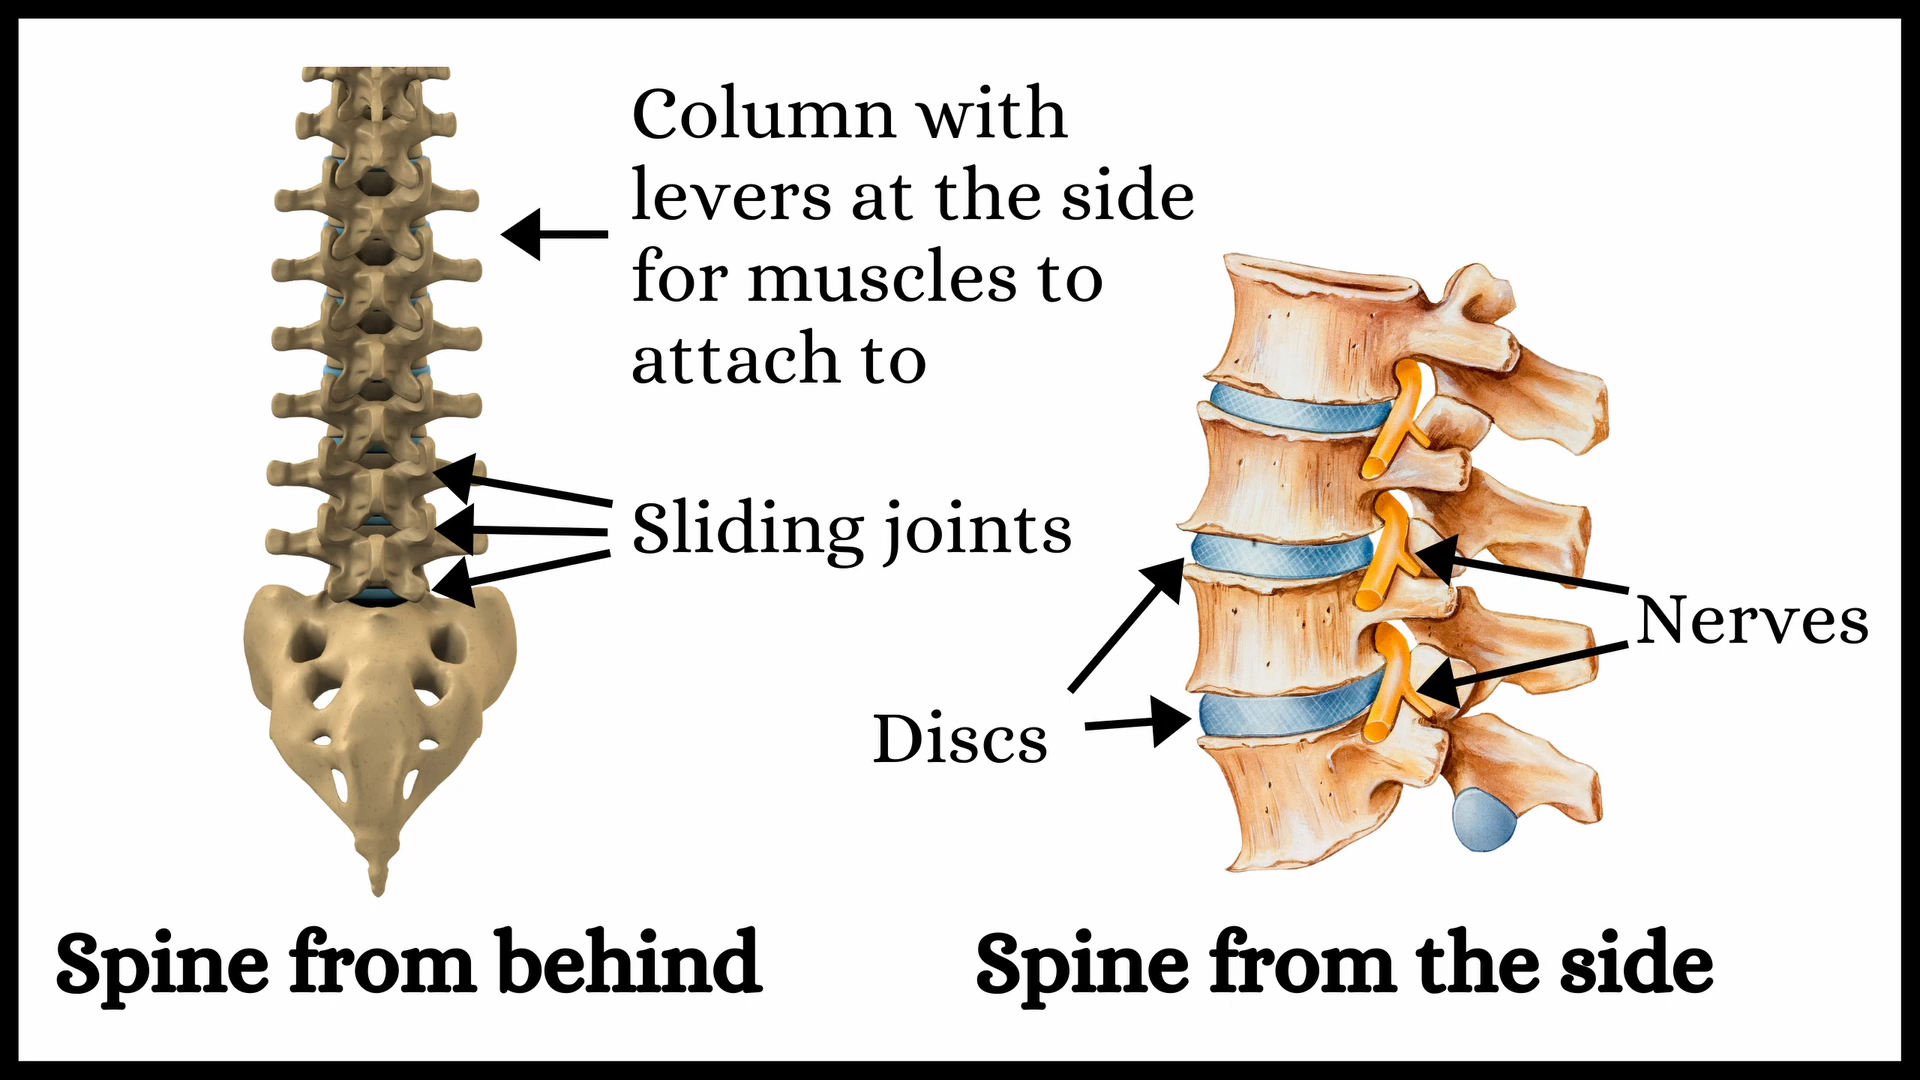 Column with
levers at the side
for muscles to
attach to
Sliding joints
Nerves
Discs
Spine from behind
Spine from the side